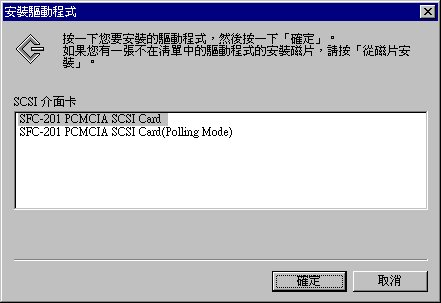 安裝驅動程式
按一下您要安裝的驅動程式，然後按一下「確定」。
如果您有一張不在清單中的驅動程式的安裝磁片，請按「從磁片安
裝」。
SCSI 介面卡
SFC-201 PCMCIA SCSI Card
SFC-201 PCMCIA SCSI Card(Polling Mode)
確定
取消